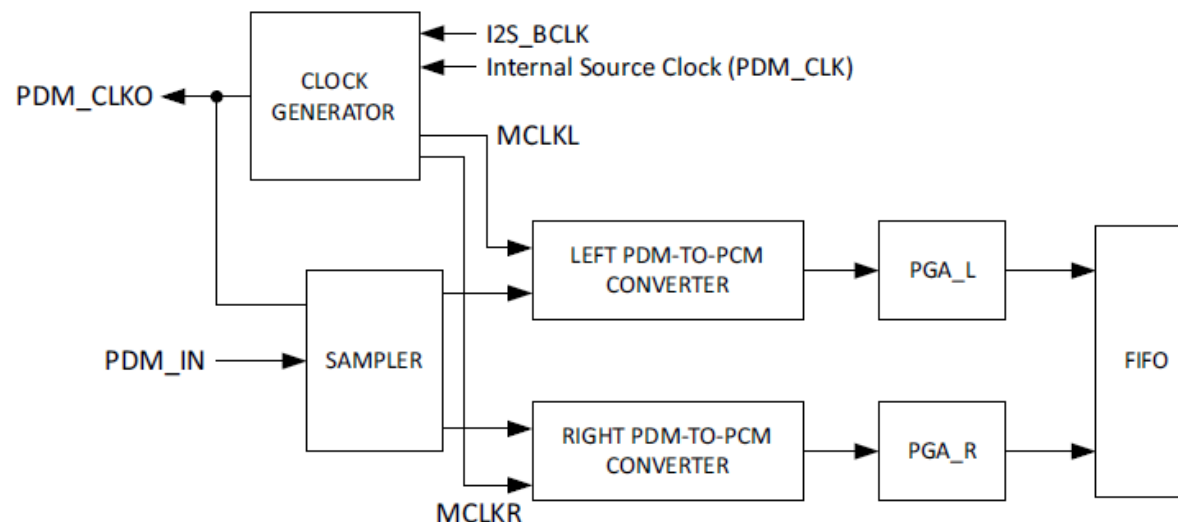 I2S_BCLK
Internal Source Clock (PDM_CLK)
CLOCK
GENERATOR
PDM_CLKO
MCLKL
LEFT PDM-TO-PCM
CONVERTER
PGA_L
PDM_IN
SAMPLER
FIFO
RIGHT PDM-TO-PCM
CONVERTER
PGA_R
MCLKR